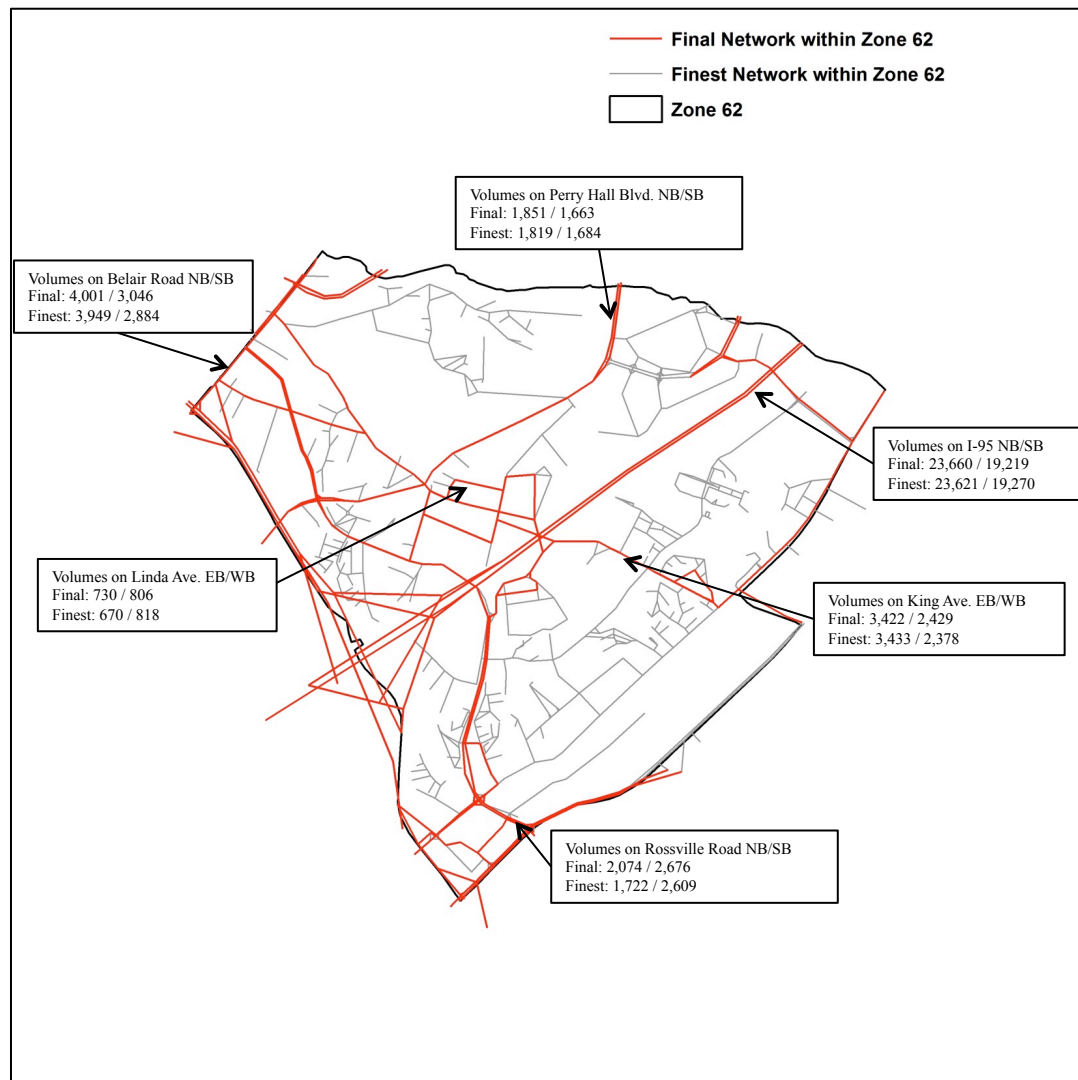 Final Network within Zone 62
Finest Network within Zone 62
Zone 62
Volumes on Perry Hall Blvd. NB/SB
Final: 1,851 / 1,663
Finest: 1,819 / 1,684
Volumes on Belair Road NB/SB
Final: 4,001 / 3,046
Finest: 3,949 / 2,884
Volumes on I-95 NB/SB
Final: 23,660 / 19,219
Finest: 23,621 / 19,270
Volumes on Linda Ave. EB/WB
Final: 730 / 806
Finest: 670 / 818
Volumes on King Ave. EB/WB
Final: 3,422 / 2,429
Finest: 3,433 / 2,378
Volumes on Rossville Road NB/SB
Final: 2,074 / 2,676
Finest: 1,722 / 2,609